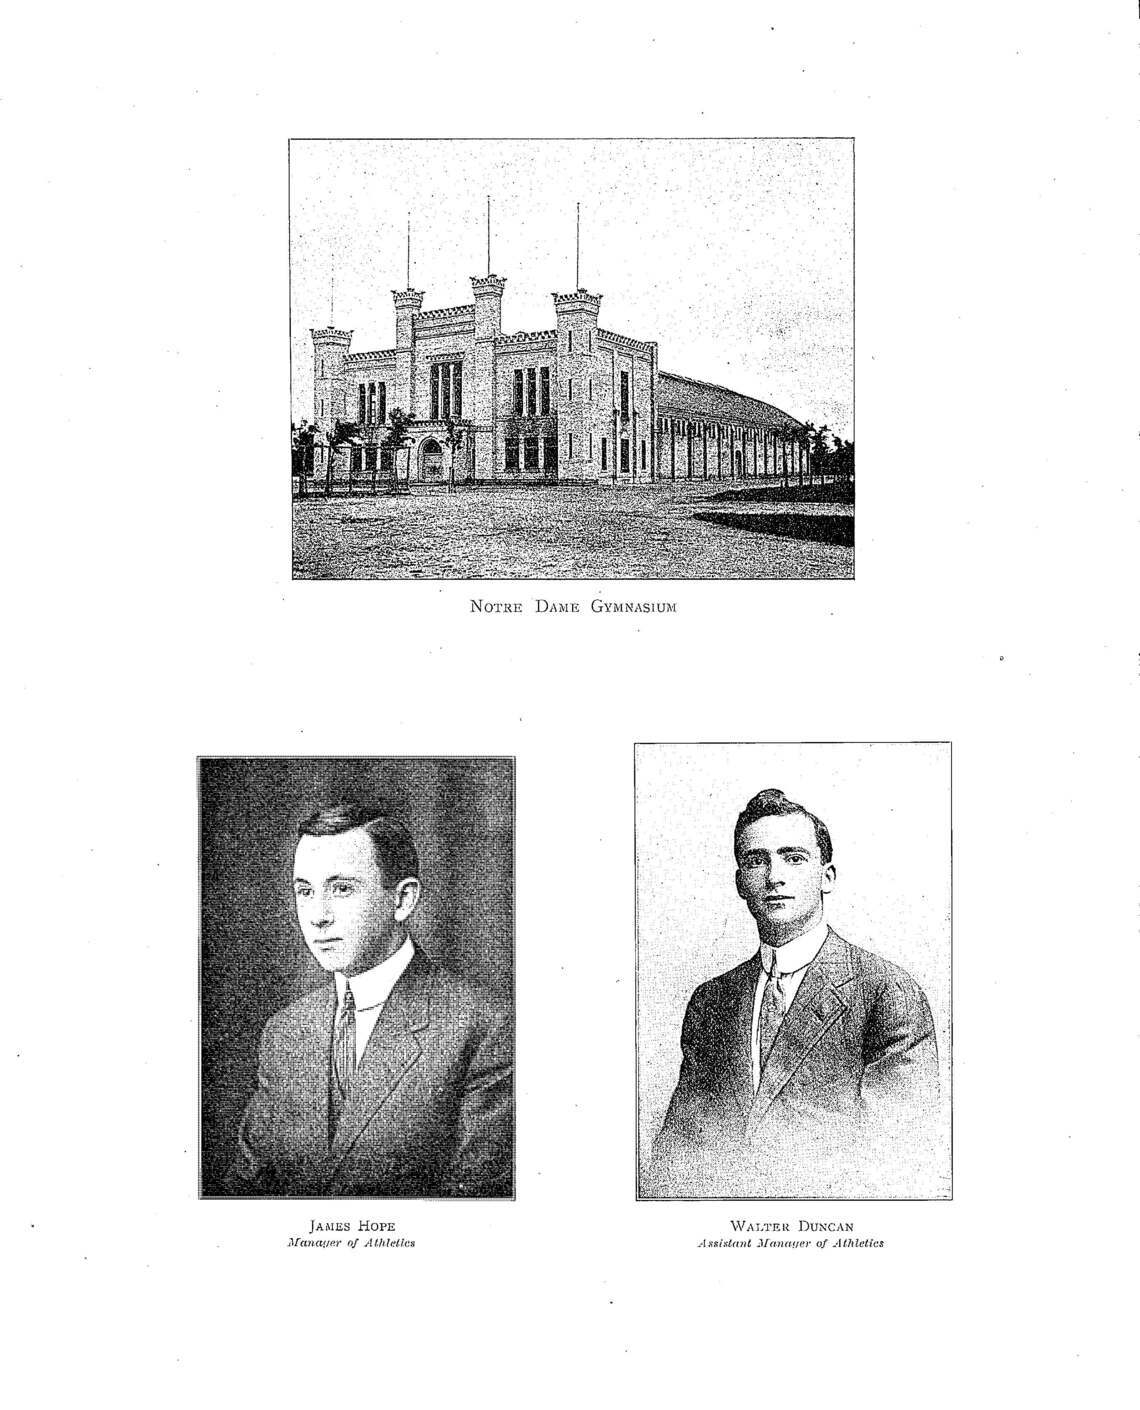 NOTRE DAME GYMNASIUM
JAMES HOPE
Manager of Athletics
WALTER DUNCAN
Assistant Manager of Athletics